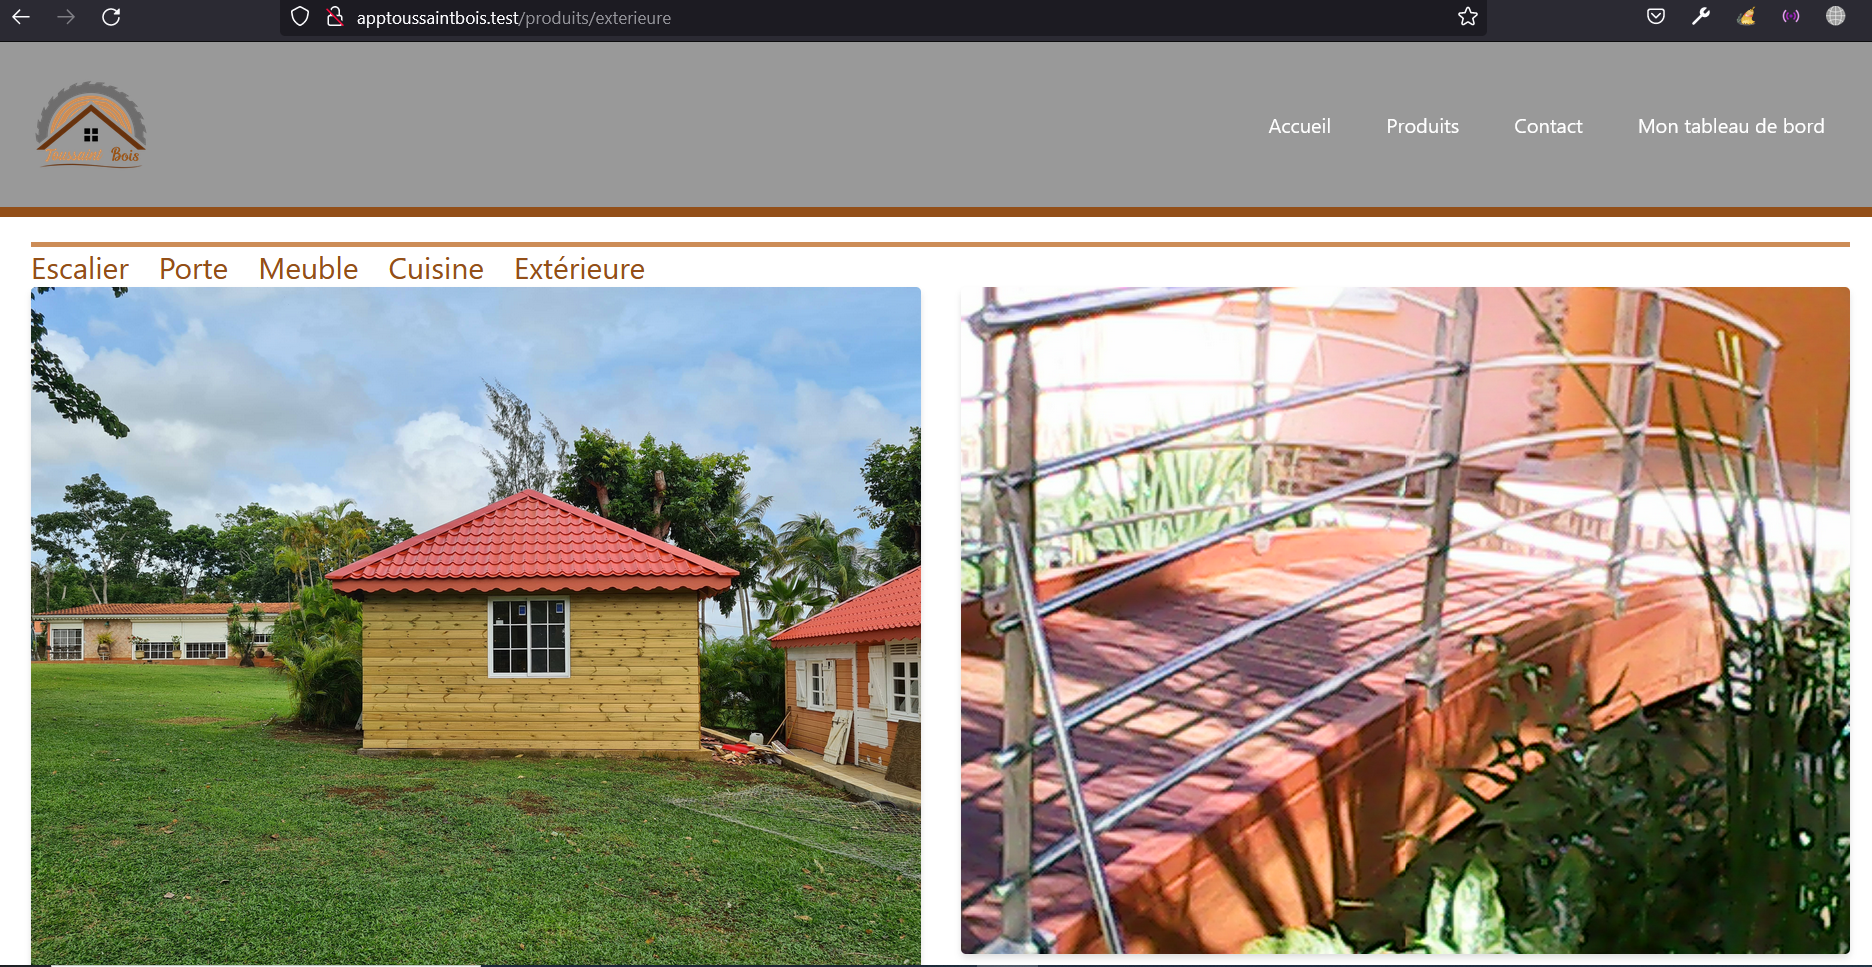 apptoussaintbois.test/produits/exterieure
Toussaint Bois
Accueil Produits Contact Mon tableau de bord
Escalier Porte Meuble Cuisine Extérieure